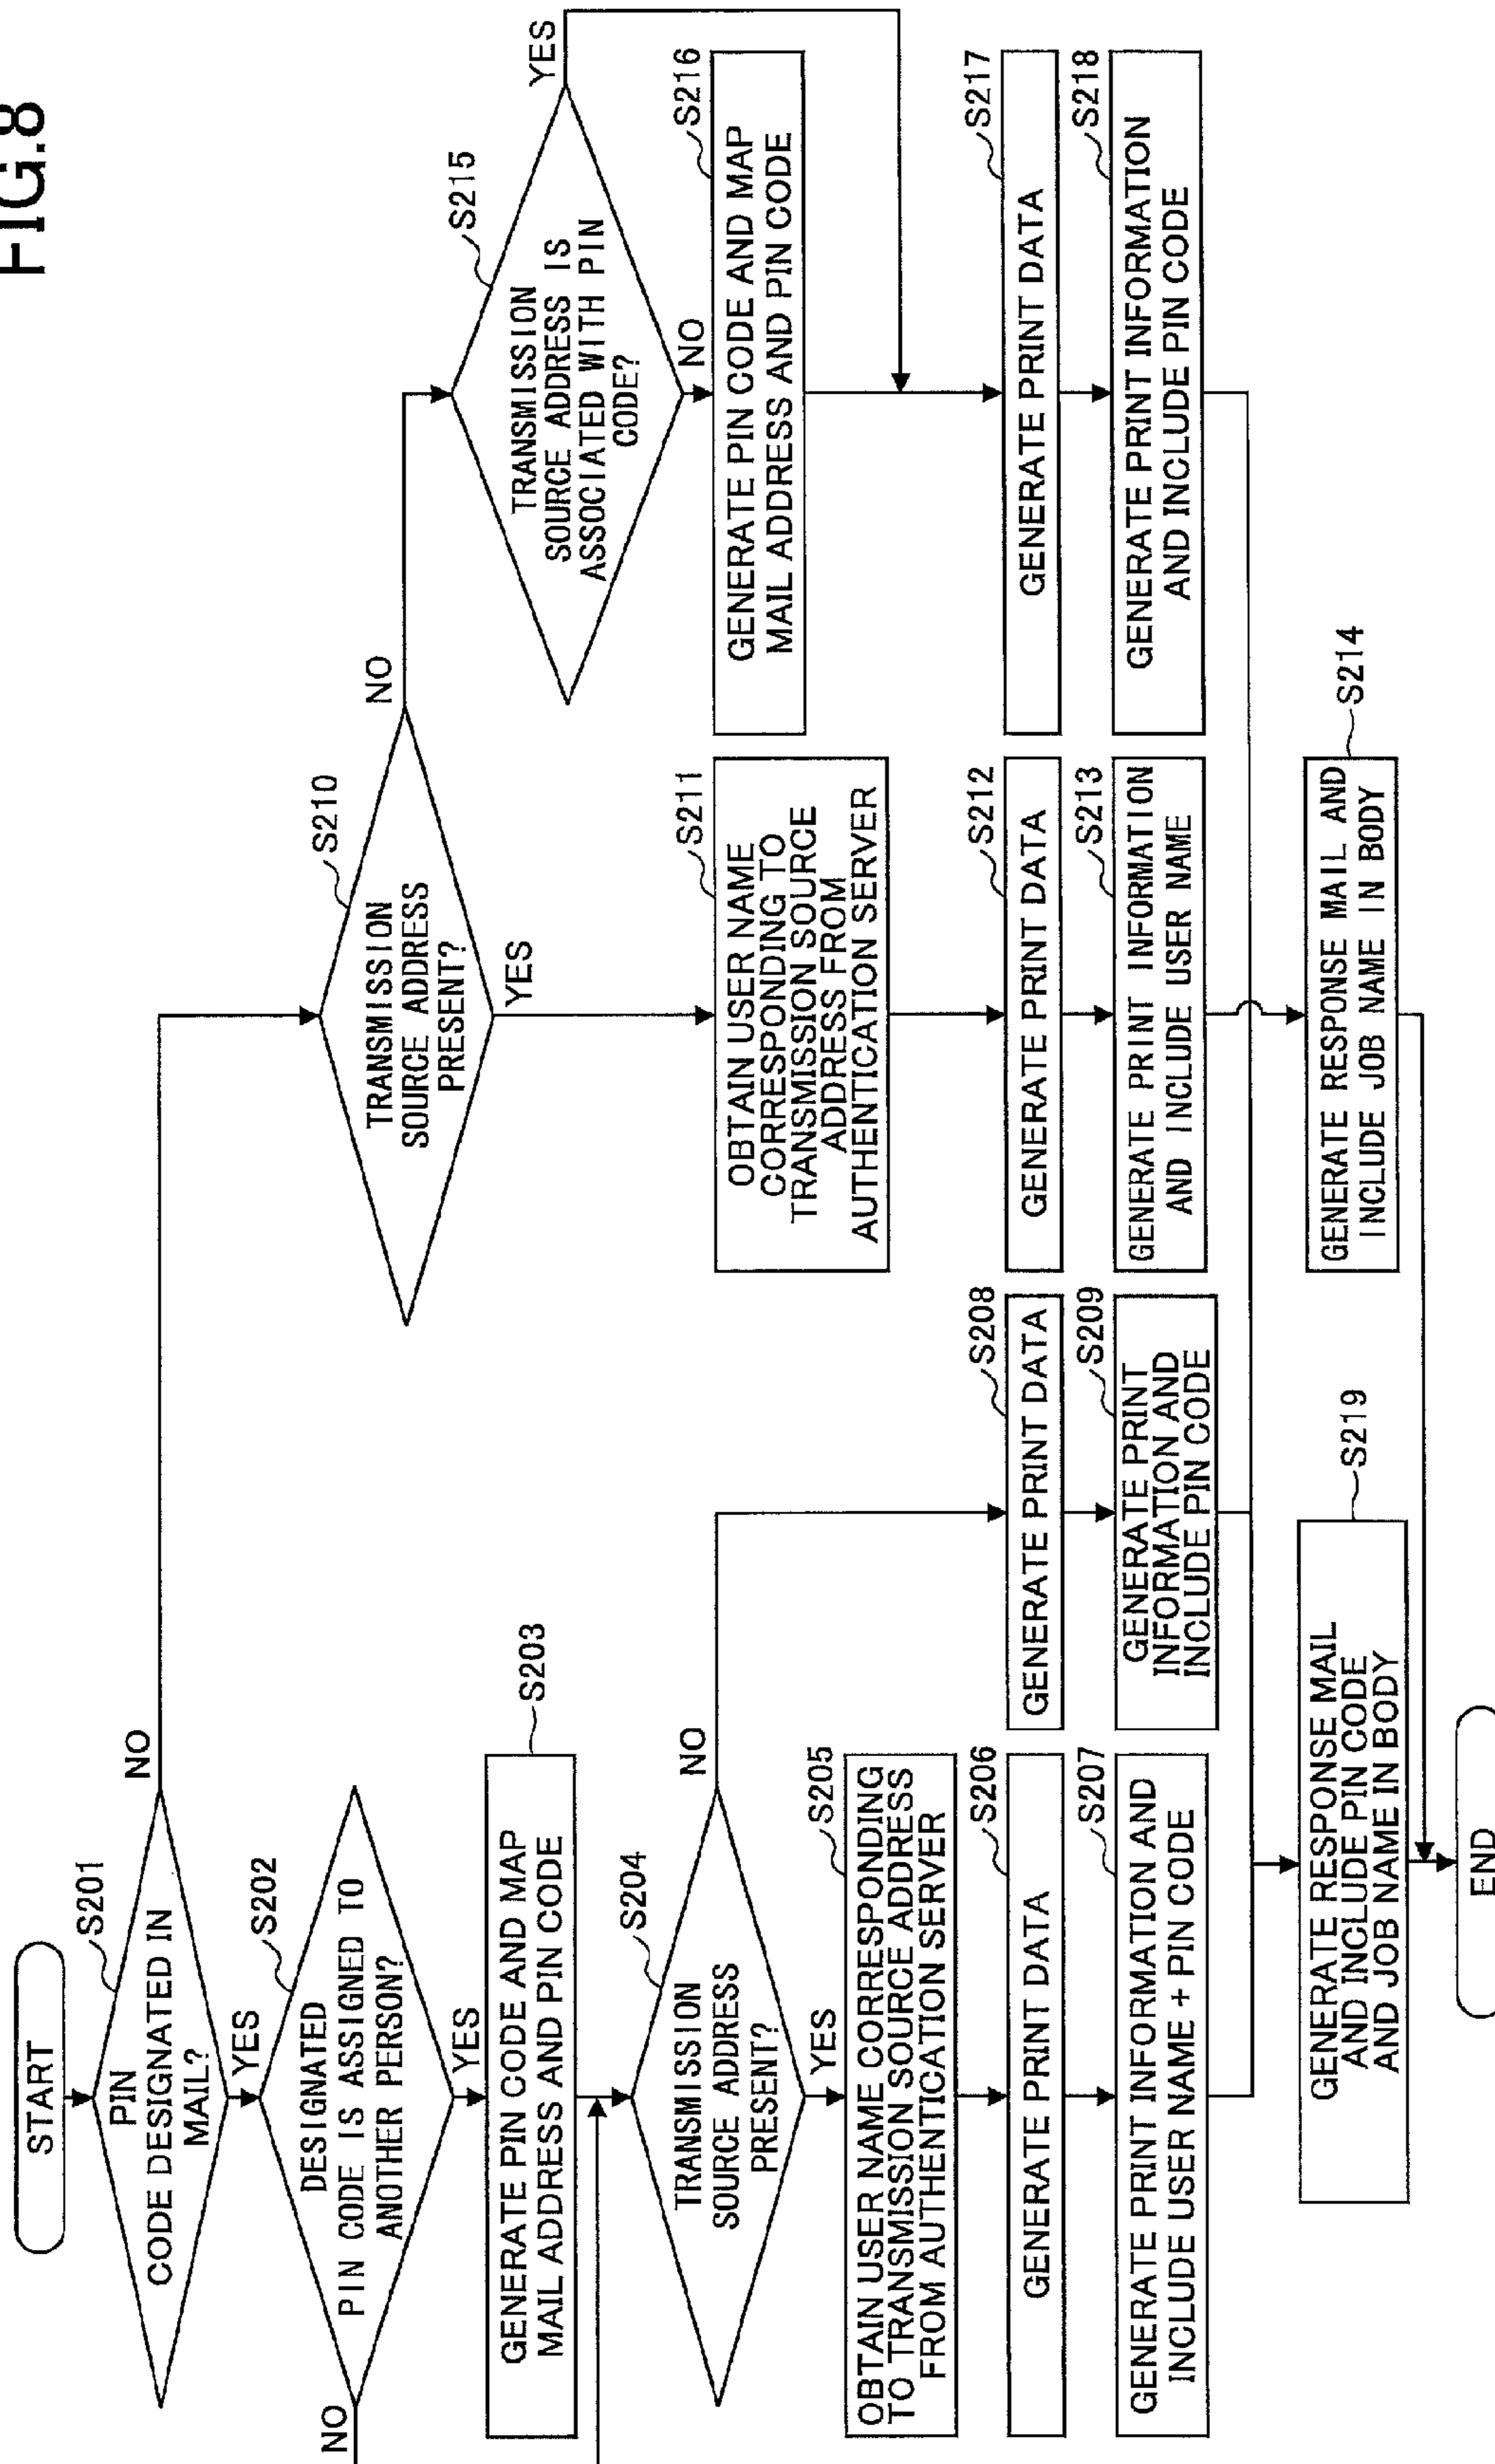 FIG.8
START
S201
PIN
CODE DESIGNATED IN
MAIL?
NO
YES
S202
DESIGNATED
PIN CODE IS ASSIGNED TO
ANOTHER PERSON?
NO
YES
S203
GENERATE PIN CODE AND MAP
MAIL ADDRESS AND PIN CODE
S204
TRANSMISSION
SOURCE ADDRESS
PRESENT?
NO
YES
S205
OBTAIN USER NAME CORRESPONDING
TO TRANSMISSION SOURCE ADDRESS
FROM AUTHENTICATION SERVER
S206
GENERATE PRINT DATA
S207
GENERATE PRINT INFORMATION AND
INCLUDE USER NAME + PIN CODE
S208
GENERATE PRINT DATA
S209
GENERATE PRINT
INFORMATION AND
INCLUDE PIN CODE
S210
TRANSMISSION
SOURCE ADDRESS
PRESENT?
NO
YES
S211
OBTAIN USER NAME
CORRESPONDING TO
TRANSMISSION SOURCE
ADDRESS FROM
AUTHENTICATION SERVER
S212
GENERATE PRINT DATA
S213
GENERATE PRINT INFORMATION
AND INCLUDE USER NAME
S214
GENERATE RESPONSE MAIL AND
INCLUDE JOB NAME IN BODY
S215
TRANSMISSION
SOURCE ADDRESS IS
ASSOCIATED WITH PIN
CODE?
YES
NO
S216
GENERATE PIN CODE AND MAP
MAIL ADDRESS AND PIN CODE
S217
GENERATE PRINT DATA
S218
GENERATE PRINT INFORMATION
AND INCLUDE PIN CODE
S219
GENERATE RESPONSE MAIL
AND INCLUDE PIN CODE
AND JOB NAME IN BODY
END